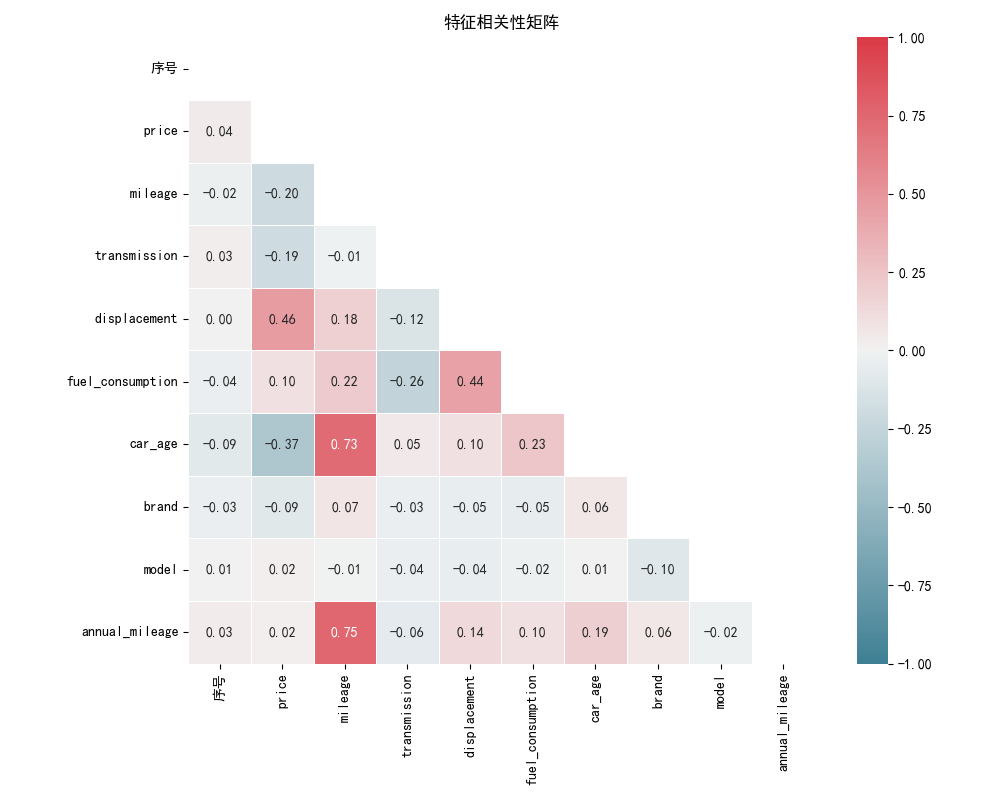 特征相关性矩阵
序号
price 0.04
mileage -0.02 -0.20
transmission 0.03 -0.19 -0.01
displacement 0.00 0.46 0.18 -0.12
fuel_consumption -0.04 0.10 0.22 -0.26 0.44
car_age -0.09 -0.37 0.73 0.05 0.10 0.23
brand -0.03 -0.09 0.07 -0.03 -0.05 -0.05 0.06
model 0.01 0.02 -0.01 -0.04 -0.04 -0.02 0.01 -0.10
annual_mileage 0.03 0.02 0.75 -0.06 0.14 0.10 0.19 0.06 -0.02
序号 price mileage transmission displacement fuel_consumption car_age brand model annual_mileage
1.00
0.75
0.50
0.25
0.00
-0.25
-0.50
-0.75
-1.00